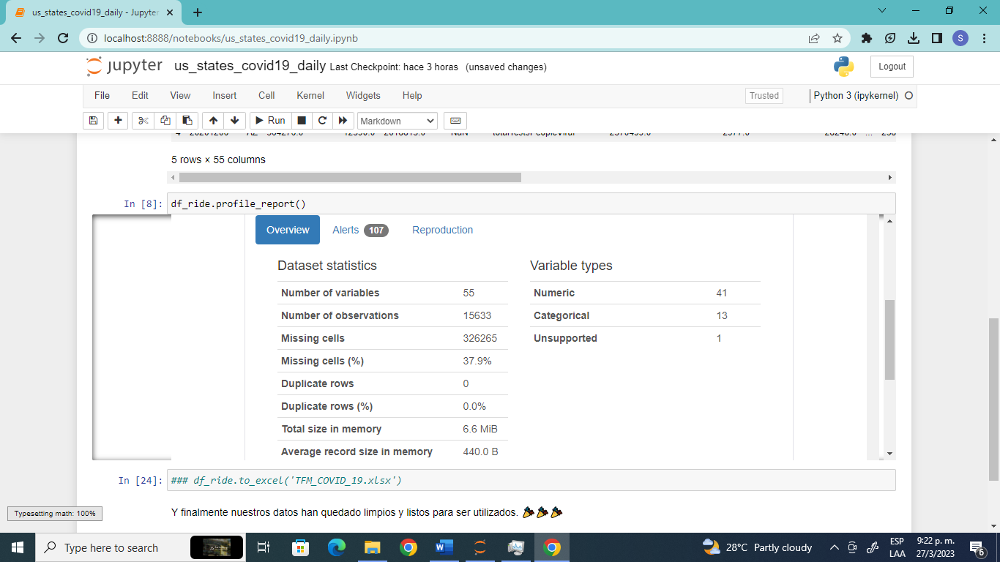 us_states_covid19_daily - Jupyter
localhost:8888/notebooks/us_states_covid19_daily.ipynb
S
jupyter us_states_covid19_daily Last Checkpoint: hace 3 horas (unsaved changes)
Logout
File Edit View Insert Cell Kernel Widgets Help
Trusted Python 3 (ipykernel)
Run Markdown
5 rows × 55 columns
In [8]: df_ride.profile_report()
Overview Alerts 107 Reproduction
Dataset statistics Variable types
Number of variables 55 Numeric 41
Number of observations 15633 Categorical 13
Missing cells 326265 Unsupported 1
Missing cells (%) 37.9%
Duplicate rows 0
Duplicate rows (%) 0.0%
Total size in memory 6.6 MiB
Average record size in memory 440.0 B
In [24]: ### df_ride.to_excel('TFM_COVID_19.xlsx')
Typesetting math: 100%
Y finalmente nuestros datos han quedado limpios y listos para ser utilizados. 🎉🎉🎉
Type here to search
28°C Partly cloudy
ESP
LAA
9:22 p. m.
27/3/2023
6